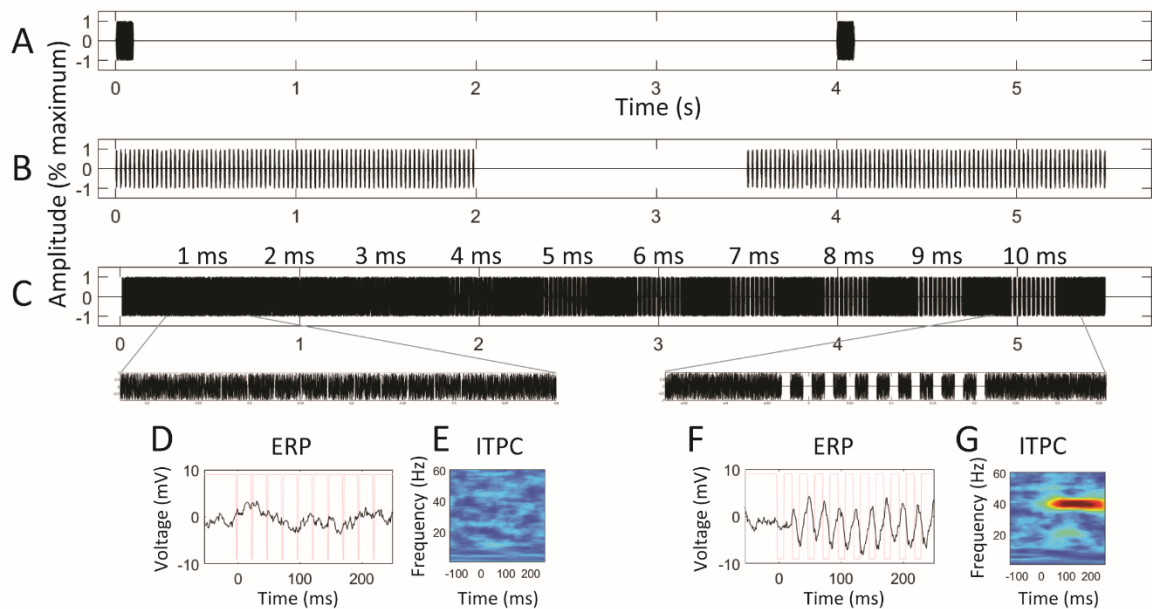 A
1
0
-1
0 1 2 3 4 5
Time (s)
Amplitude (% maximum)
B
1
0
-1
0 1 2 3 4 5
1 ms 2 ms 3 ms 4 ms 5 ms 6 ms 7 ms 8 ms 9 ms 10 ms
C
1
0
-1
0 1 2 3 4 5
D ERP
Voltage (mV)
10
0
-10
0 100 200
Time (ms)
E ITPC
Frequency (Hz)
60
40
20
-100 0 100 200
Time (ms)
F ERP
Voltage (mV)
10
0
-10
0 100 200
Time (ms)
G ITPC
Frequency (Hz)
60
40
20
-100 0 100 200
Time (ms)